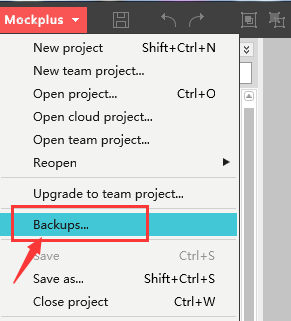 Mockplus
New project Shift+Ctrl+N
New team project...
Open project... Ctrl+O
Open cloud project...
Open team project...
Reopen
Upgrade to team project...
Backups...
Save Ctrl+S
Save as... Shift+Ctrl+S
Close project Ctrl+W